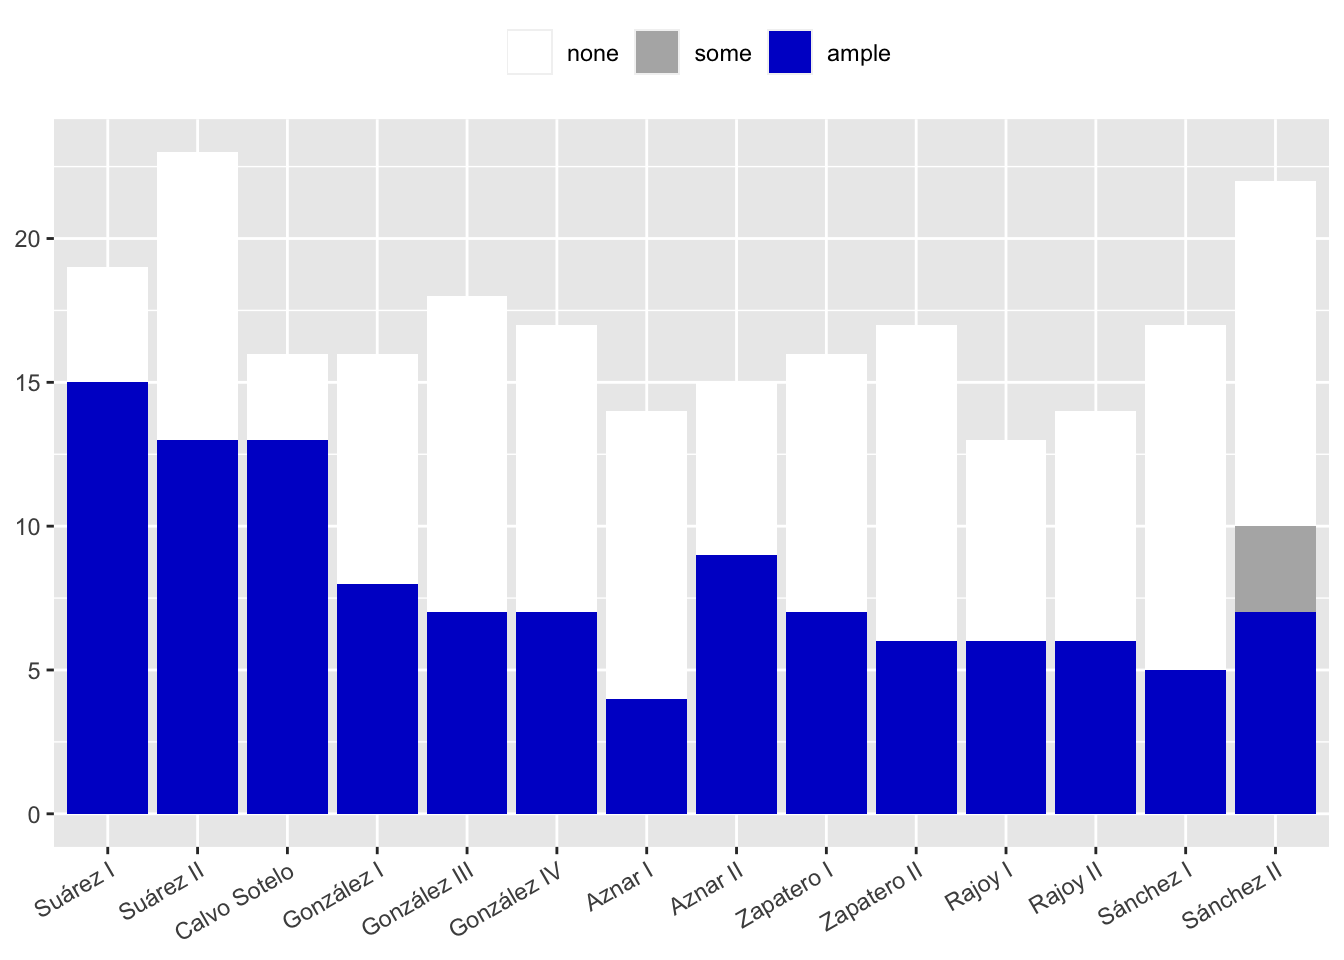 none some ample
20
15
10
5
0
Suárez I Suárez II Calvo Sotelo González I González III González IV Aznar I Aznar II Zapatero I Zapatero II Rajoy I Rajoy II Sánchez I Sánchez II